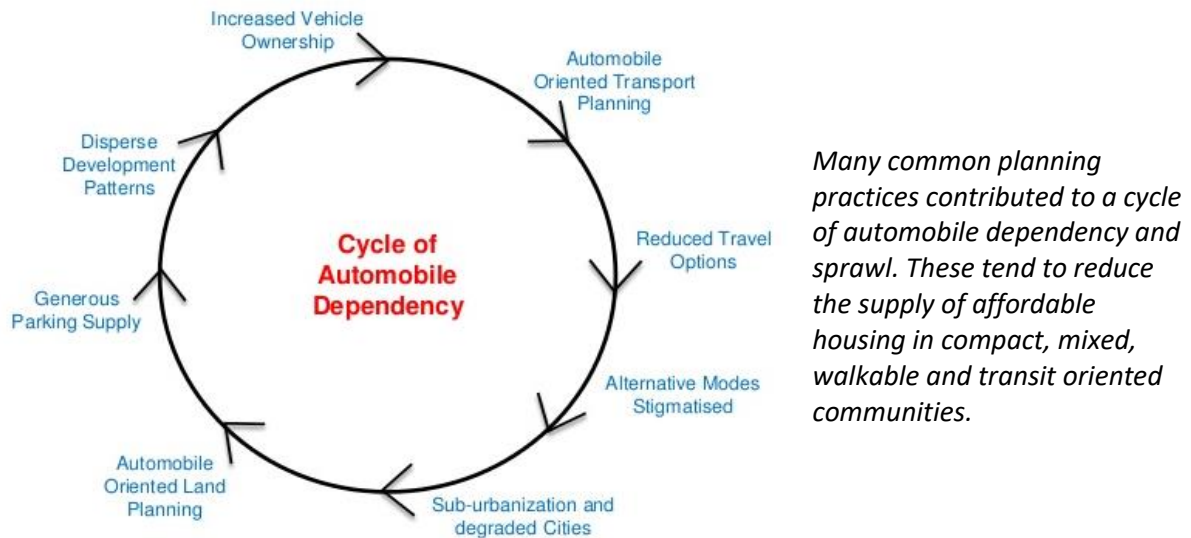 Increased Vehicle
Ownership
Automobile
Oriented Transport
Planning
Reduced Travel
Options
Alternative Modes
Stigmatised
Sub-urbanization and
degraded Cities
Automobile
Oriented Land
Planning
Generous
Parking Supply
Disperse
Development
Patterns
Cycle of
Automobile
Dependency
Many common planning
practices contributed to a cycle
of automobile dependency and
sprawl. These tend to reduce
the supply of affordable
housing in compact, mixed,
walkable and transit oriented
communities.